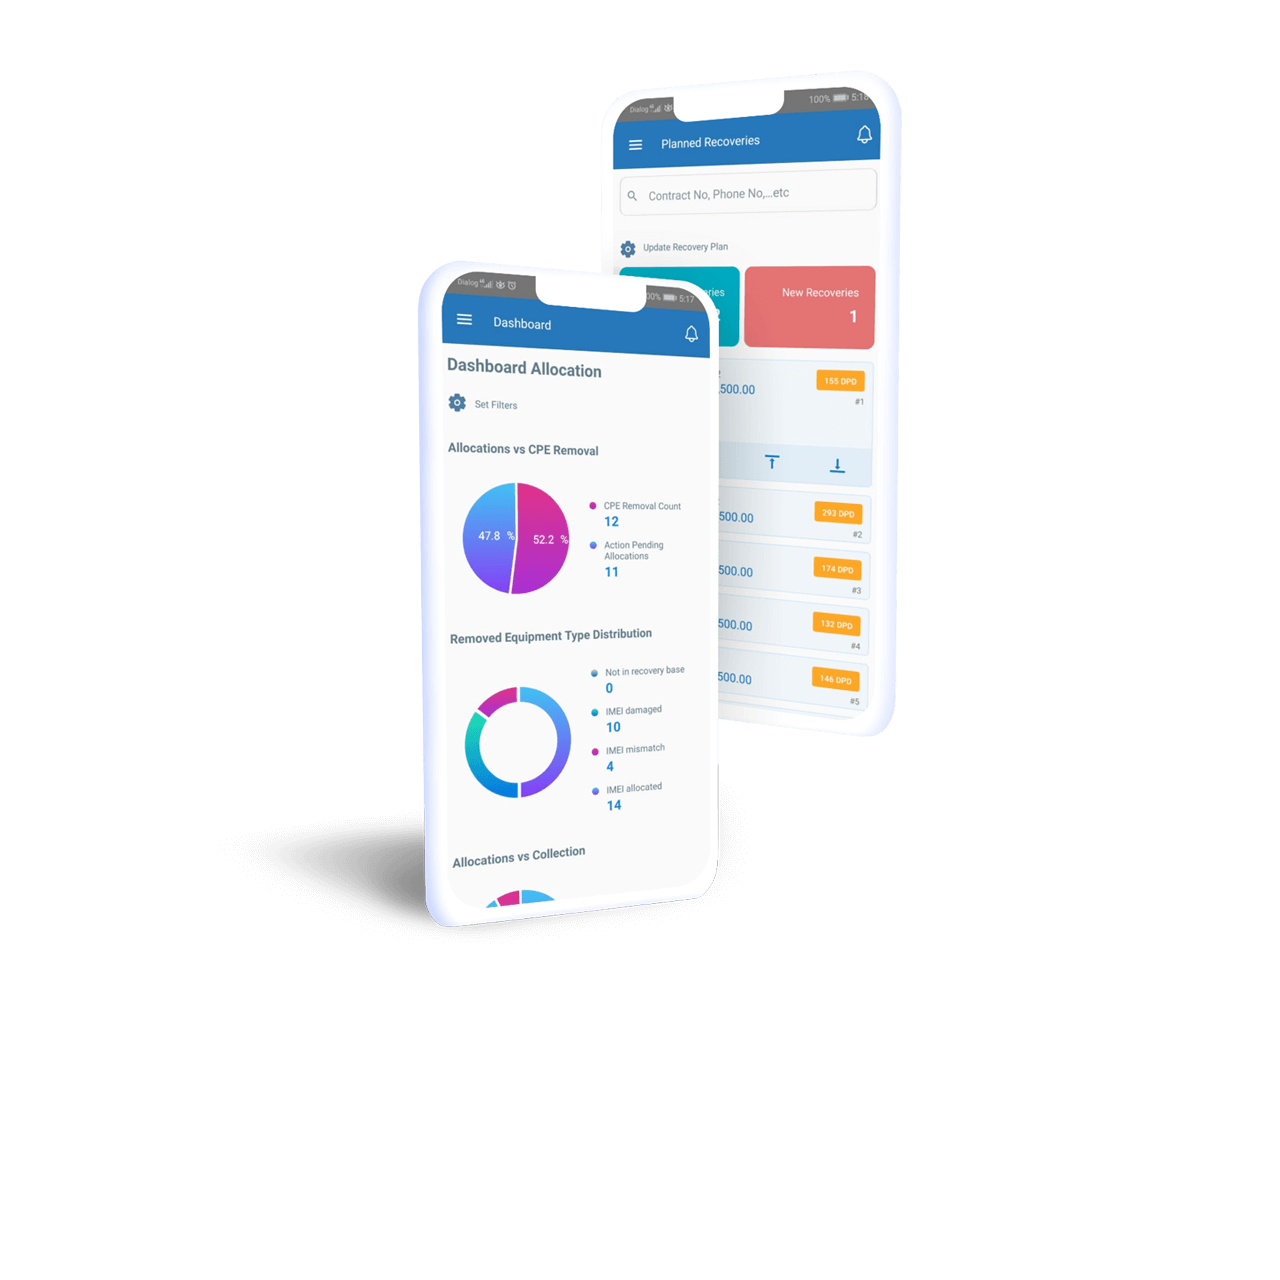 Dialog 100% 5:18
Planned Recoveries
Contract No, Phone No,...etc
Update Recovery Plan
New Recoveries
1
500.00
155 DPD
#1
500.00
293 DPD
#2
500.00
174 DPD
#3
500.00
132 DPD
#4
500.00
146 DPD
#5
Dialog 5:17
Dashboard
Dashboard Allocation
Set Filters
Allocations vs CPE Removal
47.8 %
52.2 %
CPE Removal Count
12
Action Pending
Allocations
11
Removed Equipment Type Distribution
Not in recovery base
0
IMEI damaged
10
IMEI mismatch
4
IMEI allocated
14
Allocations vs Collection